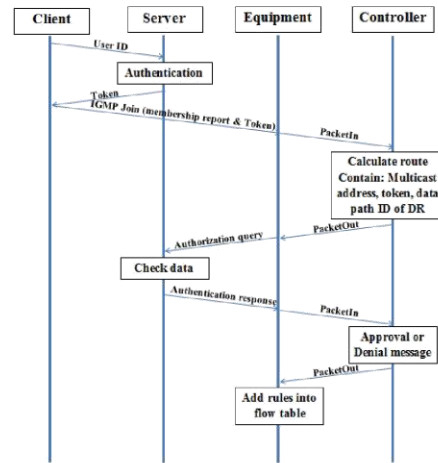 Client
Server
Equipment
Controller
User ID
Authentication
Token
IGMP Join (membership report & Token)
PacketIn
Calculate route
Contain: Multicast
address, token, data
path ID of DR
PacketOut
Authorization query
Check data
Authentication response
PacketIn
Approval or
Denial message
PacketOut
Add rules into
flow table